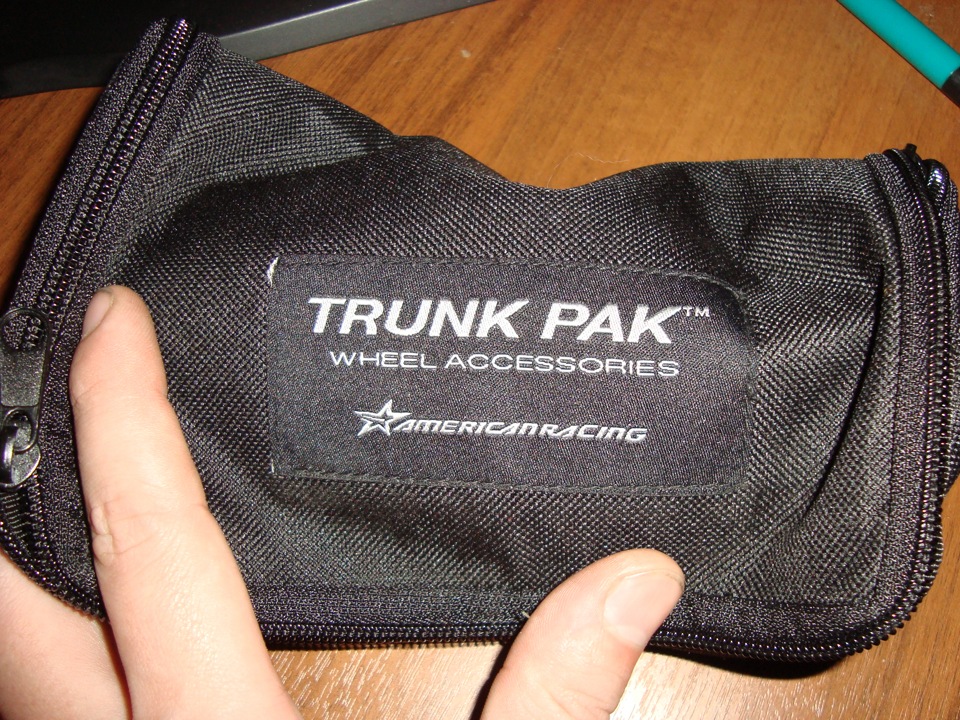 TRUNK PAK™
WHEEL ACCESSORIES
AMERICAN RACING